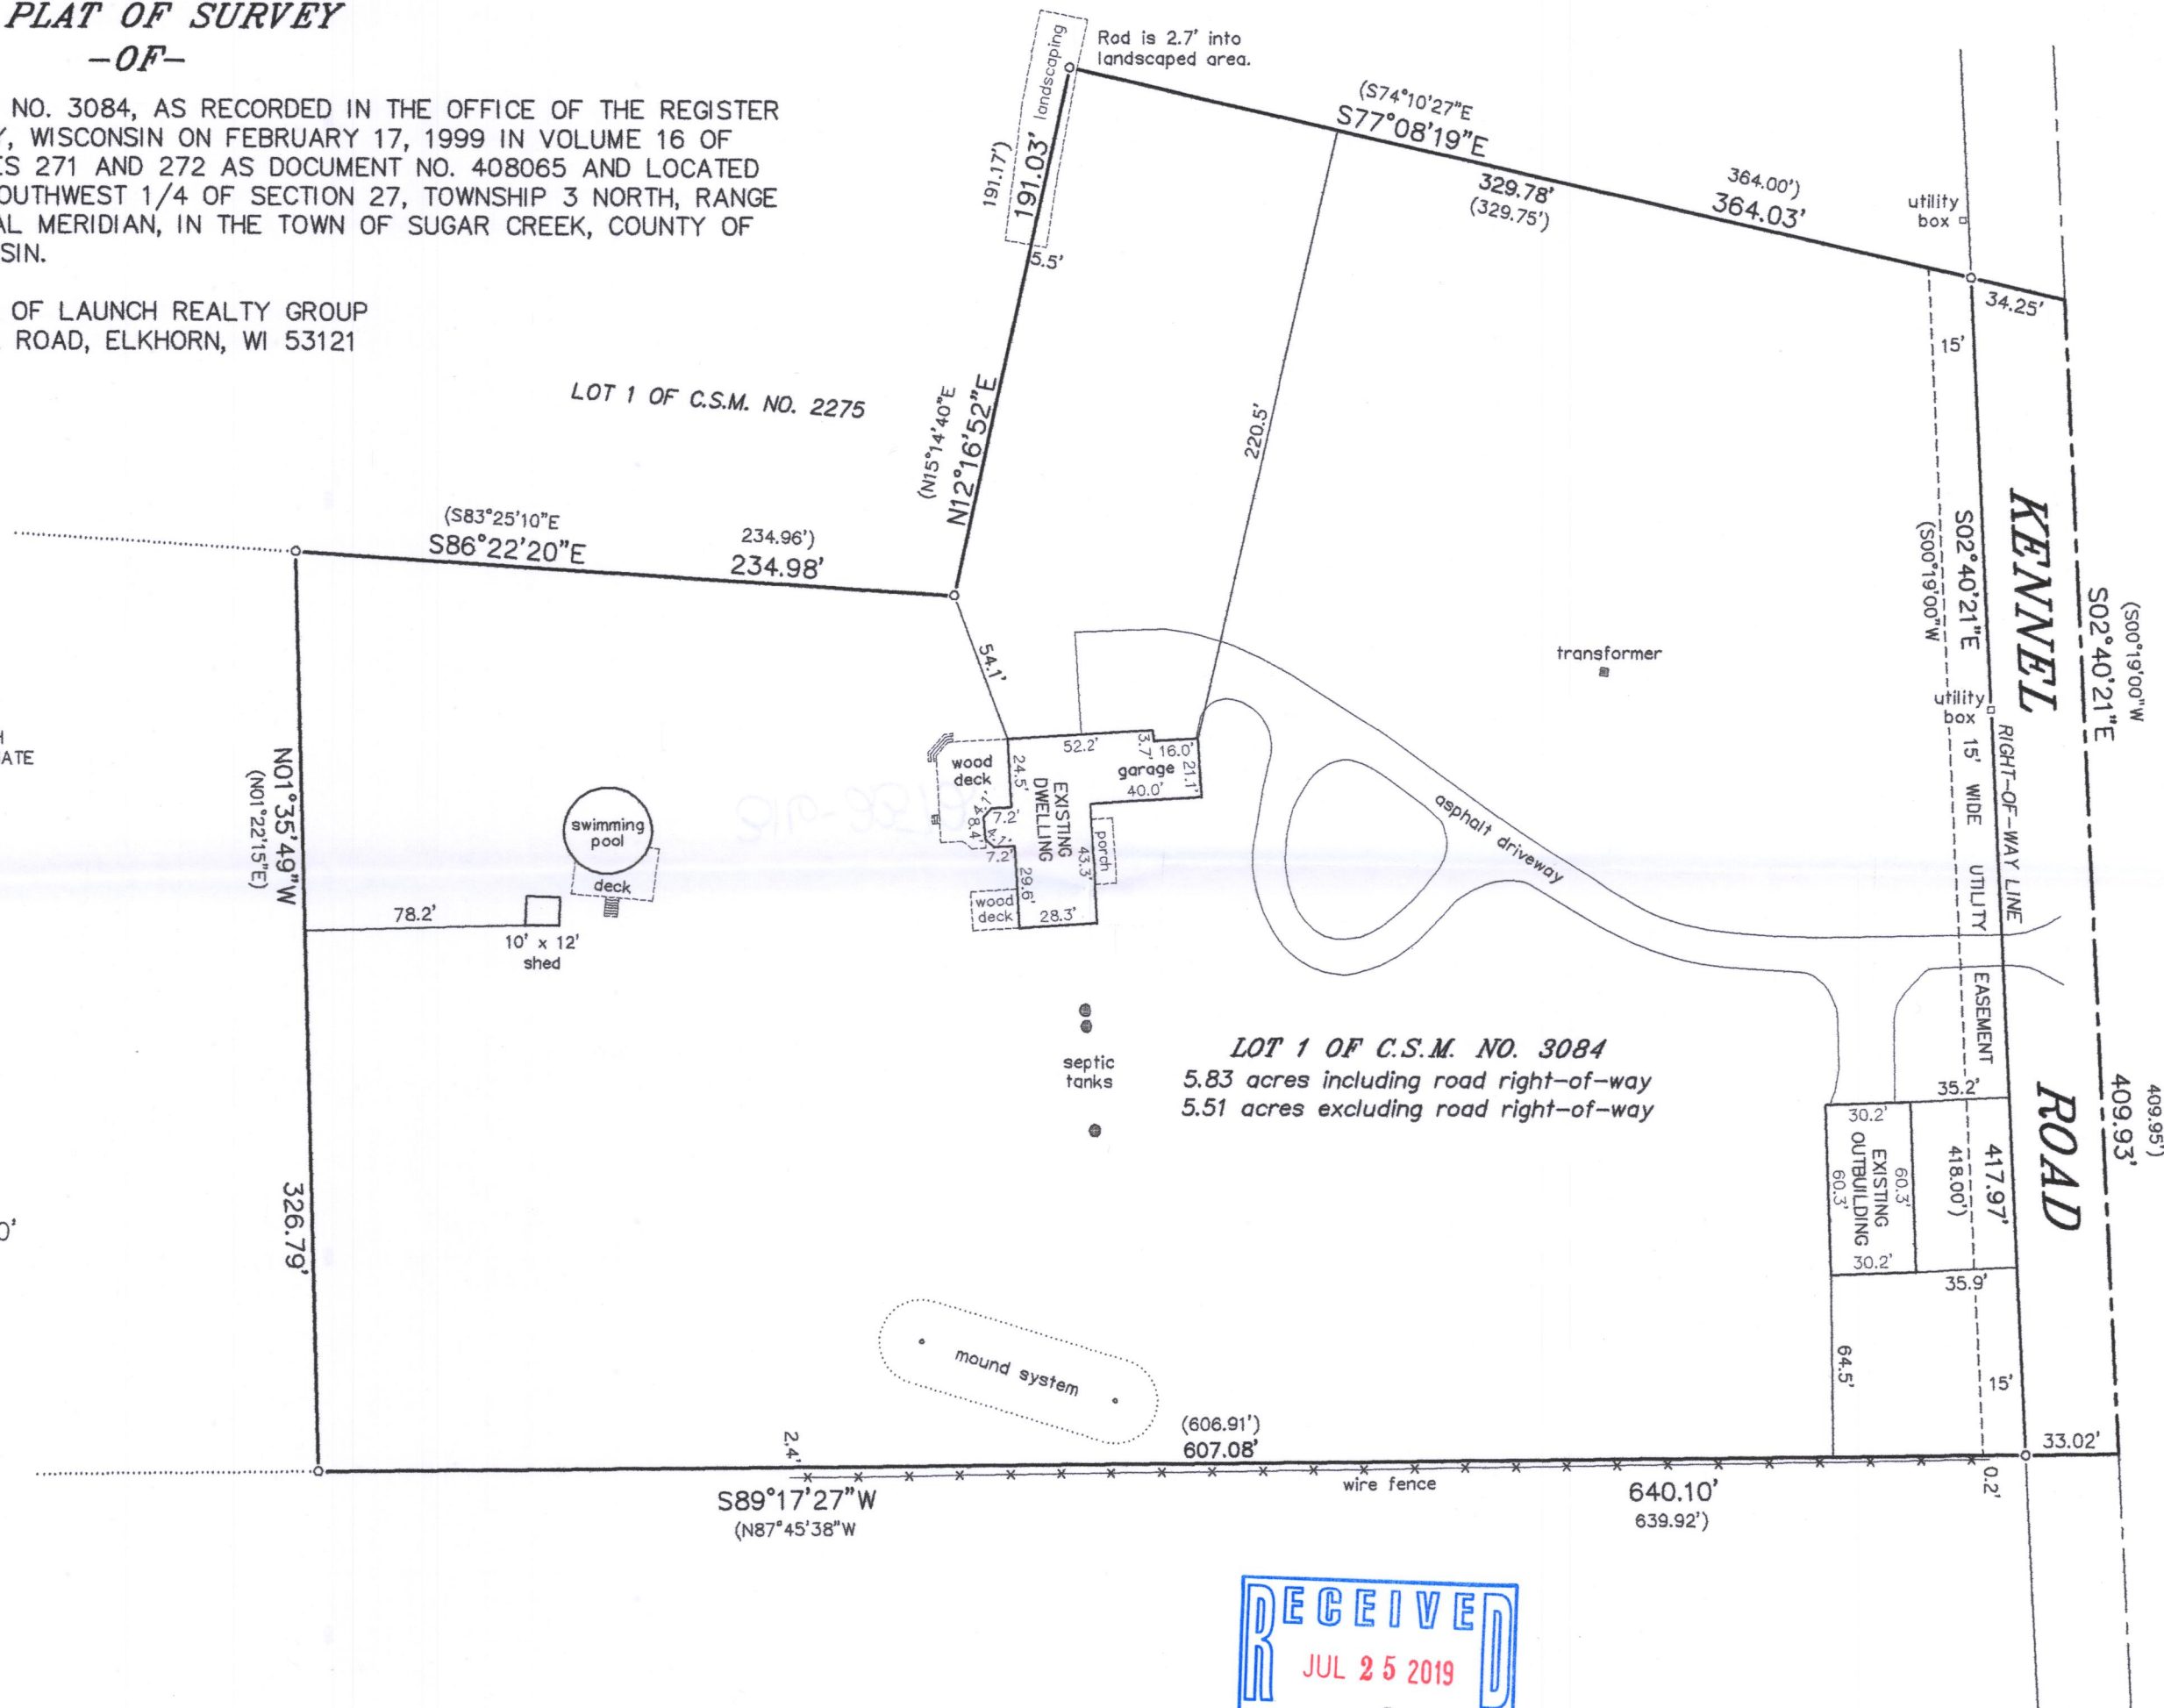 PLAT OF SURVEY
-OF-
NO. 3084, AS RECORDED IN THE OFFICE OF THE REGISTER
, WISCONSIN ON FEBRUARY 17, 1999 IN VOLUME 16 OF
ES 271 AND 272 AS DOCUMENT NO. 408065 AND LOCATED
OUTHWEST 1/4 OF SECTION 27, TOWNSHIP 3 NORTH, RANGE
AL MERIDIAN, IN THE TOWN OF SUGAR CREEK, COUNTY OF
SIN.
OF LAUNCH REALTY GROUP
ROAD, ELKHORN, WI 53121
Rod is 2.7' into
landscaped area.
landscaping
191.17')
191.03'
5.5'
(N15°14'40"E
N12°16'52"E
(S74°10'27"E
S77°08'19"E
329.78'
(329.75')
364.00')
364.03'
utility
box
34.25'
15'
LOT 1 OF C.S.M. NO. 2275
220.5'
(S83°25'10"E
S86°22'20"E
234.96')
234.98'
54.1'
KENNEL
S02°40'21"E
(S00°19'00"W
S02°40'21"E
(S00°19'00"W
transformer
utility
box
RIGHT-OF-WAY LINE
15' WIDE UTILITY EASEMENT
ATE
N01°35'49"W
(N01°22'15"E)
swimming
pool
deck
78.2'
10' x 12'
shed
wood
deck
52.2'
3.7'
16.0'
garage
21.1'
40.0'
24.5'
EXISTING
DWELLING
7.2'
8.4'
7.2'
porch
43.3'
29.6'
wood
deck
28.3'
asphalt driveway
septic
tanks
LOT 1 OF C.S.M. NO. 3084
5.83 acres including road right-of-way
5.51 acres excluding road right-of-way
35.2'
30.2'
EXISTING
OUTBUILDING
60.3'
60.3'
30.2'
35.9'
417.97'
418.00')
ROAD
409.95')
409.93'
326.79'
0'
mound system
64.5'
15'
2.4'
(606.91')
607.08'
33.02'
0.2'
wire fence
S89°17'27"W
(N87°45'38"W
640.10'
639.92')
RECEIVED
JUL 25 2019